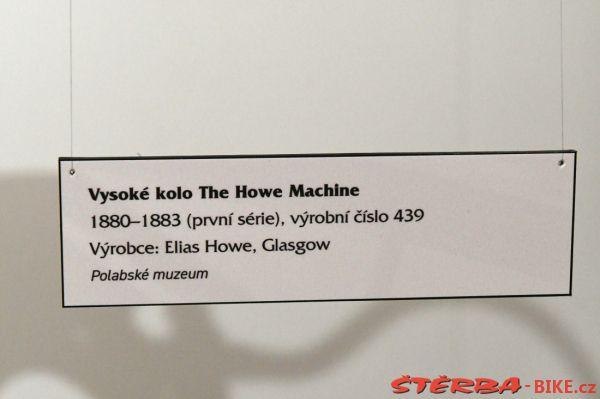 Vysoké kolo The Howe Machine
1880–1883 (první série), výrobní číslo 439
Výrobce: Elias Howe, Glasgow
Polabské muzeum
ŠTĚRBA-BIKE.cz